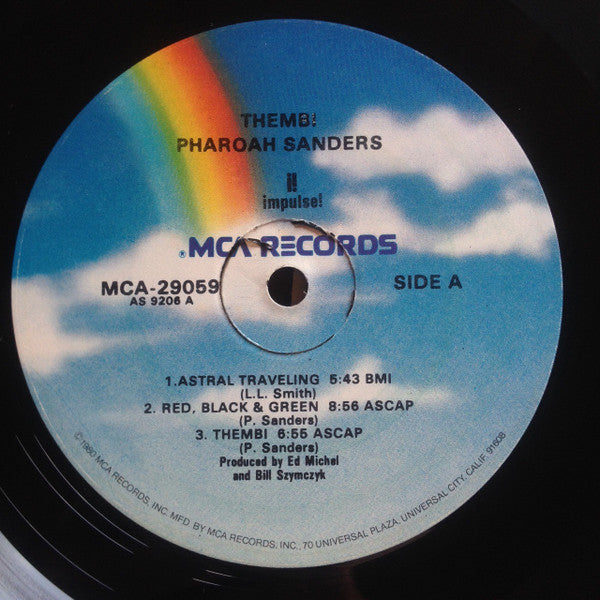 THEMBI
PHAROAH SANDERS
impulse!
®MCA RECORDS
MCA-29059
AS 9206 A
SIDE A
1.ASTRAL TRAVELING 5:43 BMI
(L.L. Smith)
2. RED, BLACK & GREEN 8:56 ASCAP
(P. Sanders)
3. THEMBI 6:55 ASCAP
(P. Sanders)
Produced by Ed Michel
and Bill Szymczyk
©1980 MCA RECORDS, INC. MFD. BY MCA RECORDS, INC., 70 UNIVERSAL PLAZA, UNIVERSAL CITY, CALIF. 91608